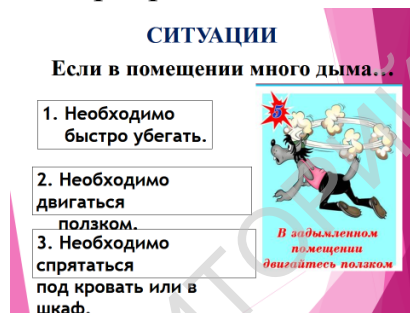 СИТУАЦИИ
Если в помещении много дыма…
1. Необходимо
быстро убегать.
2. Необходимо
двигаться
ползком.
3. Необходимо
спрятаться
под кровать или в
шкаф.
5
В задымленном
помещении
двигайтесь ползком